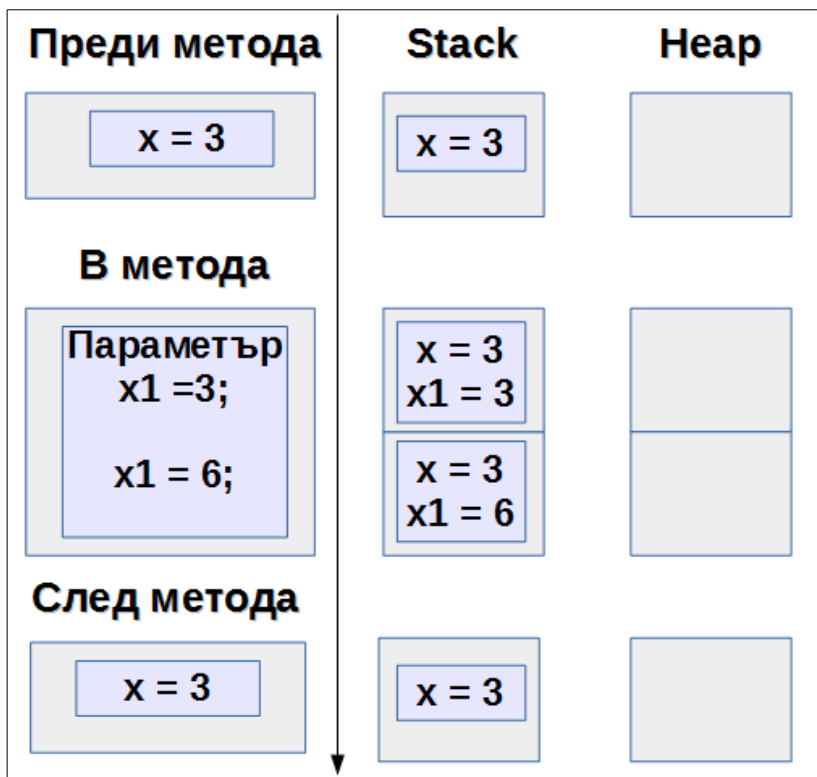 Преди метода
Stack
Heap
x = 3
x = 3
В метода
Параметър
x1 =3;
x1 = 6;
x = 3
x1 = 3
x = 3
x1 = 6
След метода
x = 3
x = 3